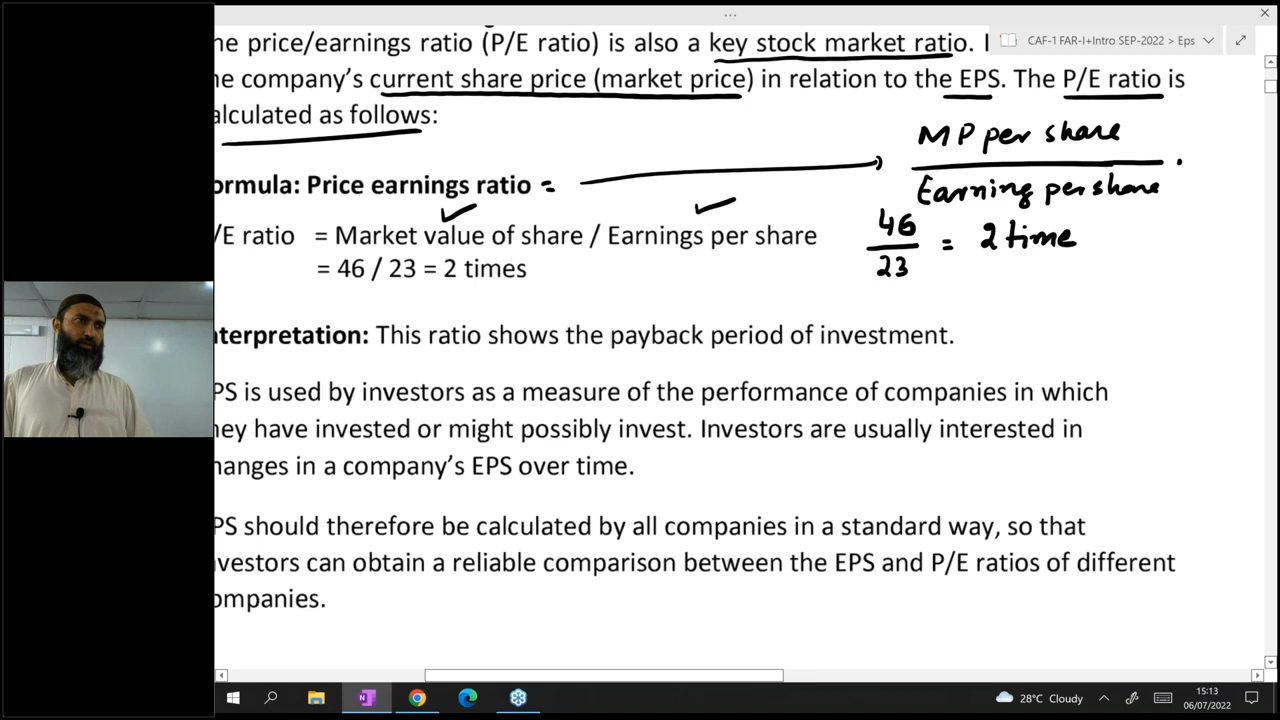 ...
he price/earnings ratio (P/E ratio) is also a key stock market ratio. I
CAF-1 FAR-I+Intro SEP-2022 > Eps
he company's current share price (market price) in relation to the EPS. The P/E ratio is
alculated as follows:
MP per share
Earning per share
ormula: Price earnings ratio =
/E ratio = Market value of share / Earnings per share
= 46 / 23 = 2 times
46
23
= 2 time
nterpretation: This ratio shows the payback period of investment.
PS is used by investors as a measure of the performance of companies in which
hey have invested or might possibly invest. Investors are usually interested in
hanges in a company's EPS over time.
PS should therefore be calculated by all companies in a standard way, so that
nvestors can obtain a reliable comparison between the EPS and P/E ratios of different
ompanies.
28°C Cloudy
15:13
06/07/2022